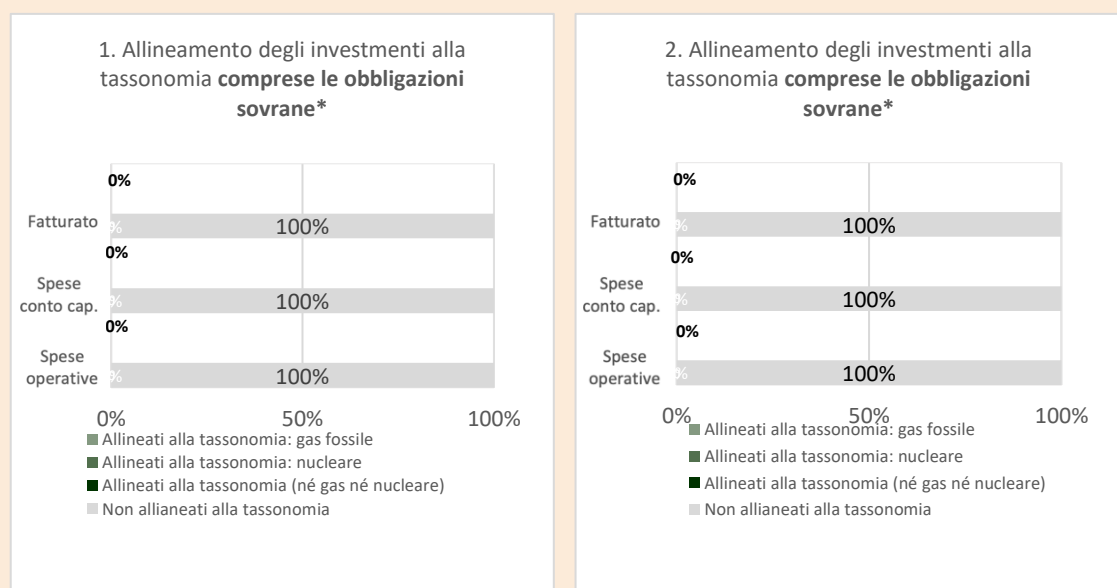 1. Allineamento degli investimenti alla
tassonomia comprese le obbligazioni
sovrane*
0%
Fatturato
%
100%
0%
Spese
conto cap.
%
100%
0%
Spese
operative
%
100%
0%
50%
100%
Allineati alla tassonomia: gas fossile
Allineati alla tassonomia: nucleare
Allineati alla tassonomia (né gas né nucleare)
Non allianeati alla tassonomia
2. Allineamento degli investimenti alla
tassonomia comprese le obbligazioni
sovrane*
0%
Fatturato
%
100%
0%
Spese
conto cap.
%
100%
0%
Spese
operative
%
100%
0%
50%
100%
Allineati alla tassonomia: gas fossile
Allineati alla tassonomia: nucleare
Allineati alla tassonomia (né gas né nucleare)
Non allianeati alla tassonomia